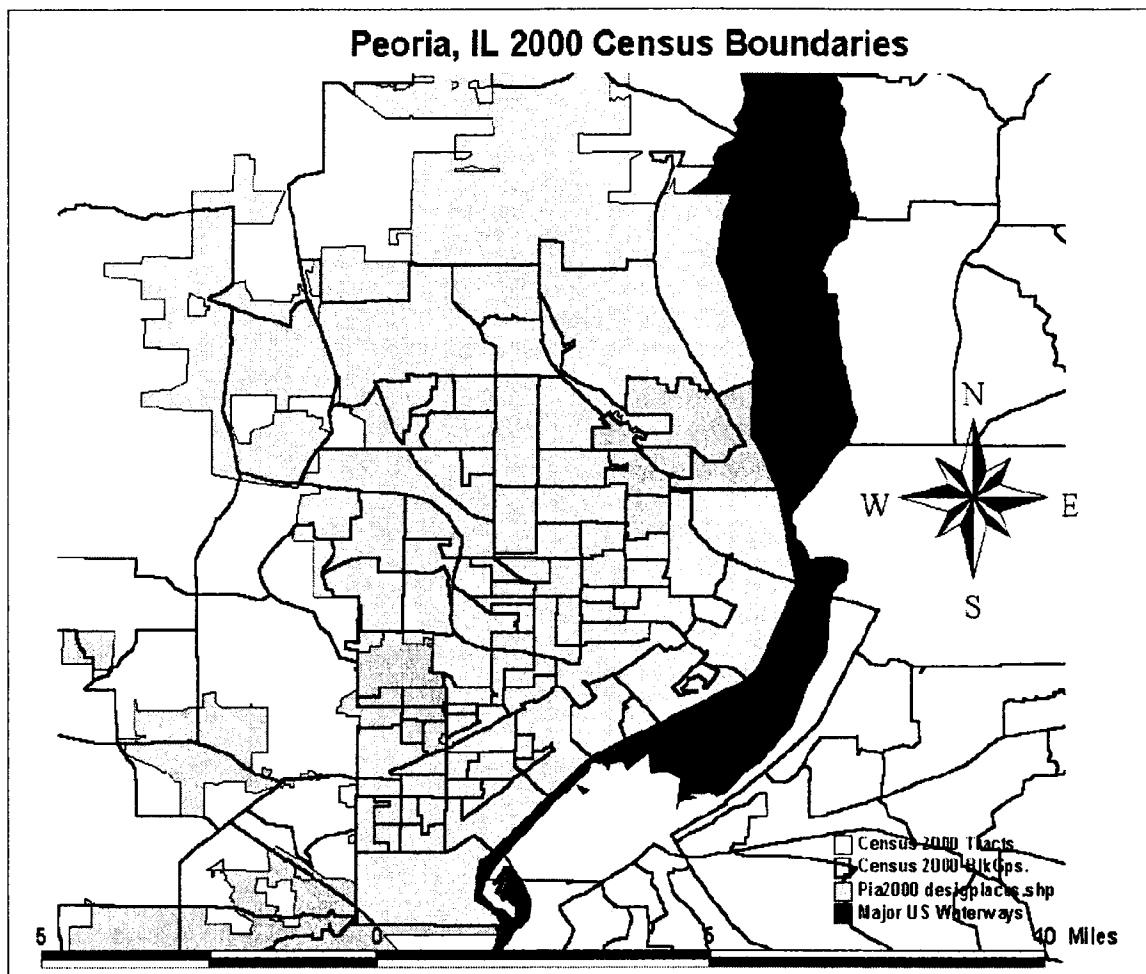 Peoria, IL 2000 Census Boundaries
N
W E
S
Census 2000 Tracts
Census 2000 BlkGps.
Pia2000 desigplaces.shp
Major US Waterways
5 0 5 10 Miles